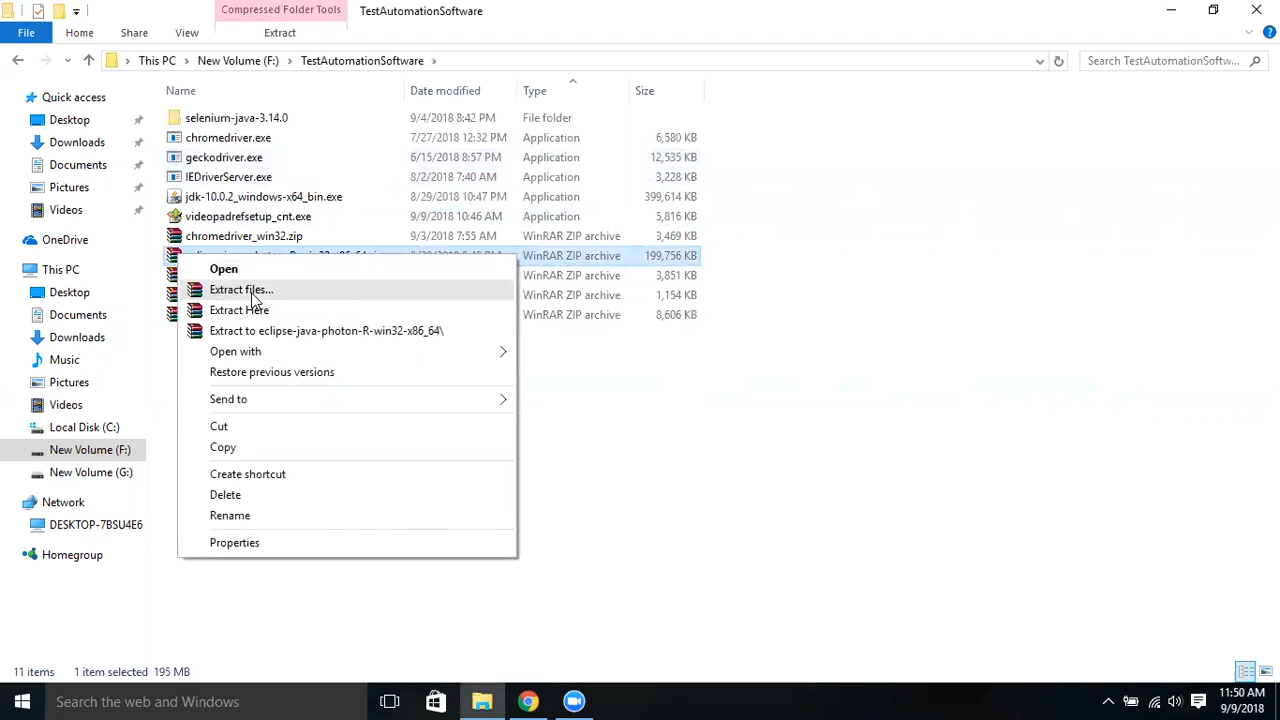 Compressed Folder Tools
TestAutomationSoftware
File
Home
Share
View
Extract
This PC
New Volume (F:)
TestAutomationSoftware
Search TestAutomationSoftw...
Name
Date modified
Type
Size
Quick access
Desktop
Downloads
Documents
Pictures
Videos
OneDrive
This PC
Desktop
Documents
Downloads
Music
Pictures
Videos
Local Disk (C:)
New Volume (F:)
New Volume (G:)
Network
DESKTOP-7BSU4E6
Homegroup
selenium-java-3.14.0 9/4/2018 8:42 PM File folder
chromedriver.exe 7/27/2018 12:32 PM Application 6,580 KB
geckodriver.exe 6/15/2018 8:57 PM Application 12,535 KB
IEDriverServer.exe 8/2/2018 7:40 AM Application 3,228 KB
jdk-10.0.2_windows-x64_bin.exe 8/29/2018 10:47 PM Application 399,614 KB
videopadrefsetup_cnt.exe 9/9/2018 10:46 AM Application 5,816 KB
chromedriver_win32.zip 9/3/2018 7:55 AM WinRAR ZIP archive 3,469 KB
WinRAR ZIP archive 199,756 KB
WinRAR ZIP archive 3,851 KB
WinRAR ZIP archive 1,154 KB
WinRAR ZIP archive 8,606 KB
Open
Extract files...
Extract Here
Extract to eclipse-java-photon-R-win32-x86_64\
Open with
Restore previous versions
Send to
Cut
Copy
Create shortcut
Delete
Rename
Properties
11 items 1 item selected 195 MB
Search the web and Windows
11:50 AM
9/9/2018